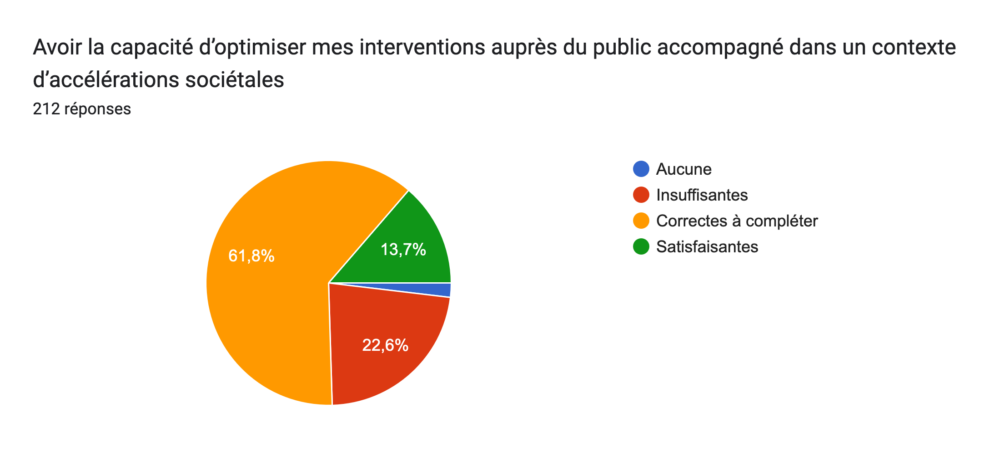 Avoir la capacité d’optimiser mes interventions auprès du public accompagné dans un contexte
d’accélérations sociétales
212 réponses
Aucune
Insuffisantes
Correctes à compléter
Satisfaisantes
61,8%
13,7%
22,6%